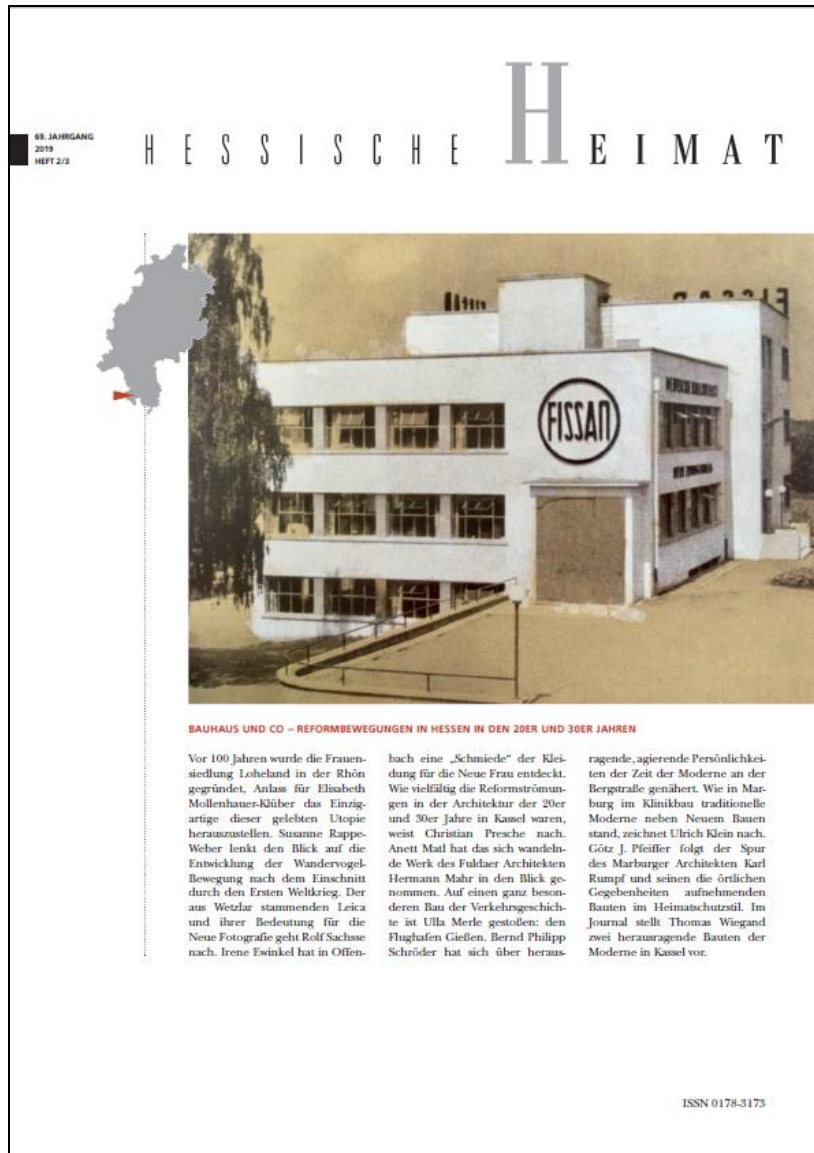 69. JAHRGANG
2019
HEFT 2/3
HESSISCHE HEIMAT
FISSAN
BAUHAUS UND CO – REFORMBEWEGUNGEN IN HESSEN IN DEN 20ER UND 30ER JAHREN
Vor 100 Jahren wurde die Frauen-
siedlung Loheland in der Rhön
gegründet, Anlass für Elisabeth
Mollenhauer-Klüber das Einzig-
artige dieser gelebten Utopie
herauszustellen. Susanne Rappe-
Weber lenkt den Blick auf die
Entwicklung der Wandervogel-
Bewegung nach dem Einschnitt
durch den Ersten Weltkrieg. Der
aus Wetzlar stammenden Leica
und ihrer Bedeutung für die
Neue Fotografie geht Rolf Sachsse
nach. Irene Ewinkel hat in Offen-
bach eine „Schmiede“ der Klei-
dung für die Neue Frau entdeckt.
Wie vielfältig die Reformströmun-
gen in der Architektur der 20er
und 30er Jahre in Kassel waren,
weist Christian Presche nach.
Anett Matl hat das sich wandeln-
de Werk des Fuldaer Architekten
Hermann Mahr in den Blick ge-
nommen. Auf einen ganz beson-
deren Bau der Verkehrsgeschich-
te ist Ulla Merle gestoßen: den
Flughafen Gießen. Bernd Philipp
Schröder hat sich über heraus-
ragende, agierende Persönlichkei-
ten der Zeit der Moderne an der
Bergstraße genähert. Wie in Mar-
burg im Klinikbau traditionelle
Moderne neben Neuem Bauen
stand, zeichnet Ulrich Klein nach.
Götz J. Pfeiffer folgt der Spur
des Marburger Architekten Karl
Rumpf und seinen die örtlichen
Gegebenheiten aufnehmenden
Bauten im Heimatschutzstil. Im
Journal stellt Thomas Wiegand
zwei herausragende Bauten der
Moderne in Kassel vor.
ISSN 0178-3173